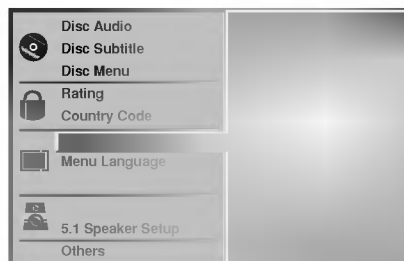 Disc Audio
Disc Subtitle
Disc Menu
Rating
Country Code
Menu Language
5.1 Speaker Setup
Others